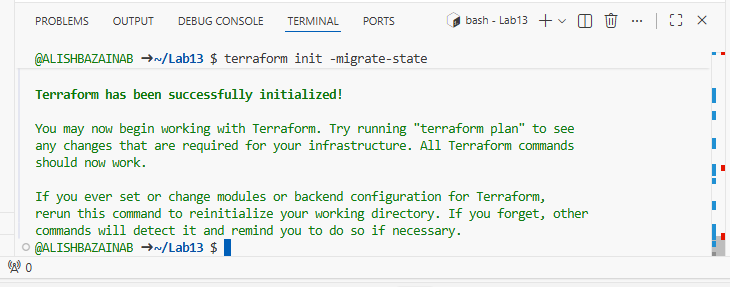 PROBLEMS OUTPUT DEBUG CONSOLE TERMINAL PORTS bash - Lab13
@ALISHBAZAINAB ➜~/Lab13 $ terraform init -migrate-state
Terraform has been successfully initialized!
You may now begin working with Terraform. Try running "terraform plan" to see
any changes that are required for your infrastructure. All Terraform commands
should now work.
If you ever set or change modules or backend configuration for Terraform,
rerun this command to reinitialize your working directory. If you forget, other
commands will detect it and remind you to do so if necessary.
@ALISHBAZAINAB ➜~/Lab13 $
0